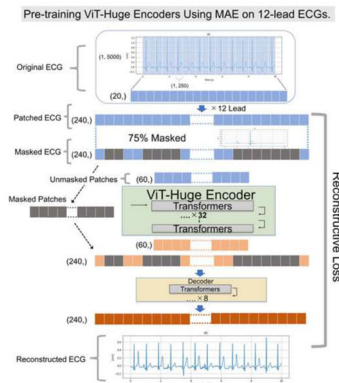 Pre-training ViT-Huge Encoders Using MAE on 12-lead ECGs.
Original ECG
(1, 5000)
(1, 250)
(20,)
× 12 Lead
Patched ECG
(240,)
75% Masked
Masked ECG
(240,)
Unmasked Patches
(60,)
Masked Patches
ViT-Huge Encoder
Transformers
.... × 32
Transformers
(60,)
(240,)
Decoder
Transformers
.... × 8
(240,)
Reconstructed ECG
Reconstructive Loss